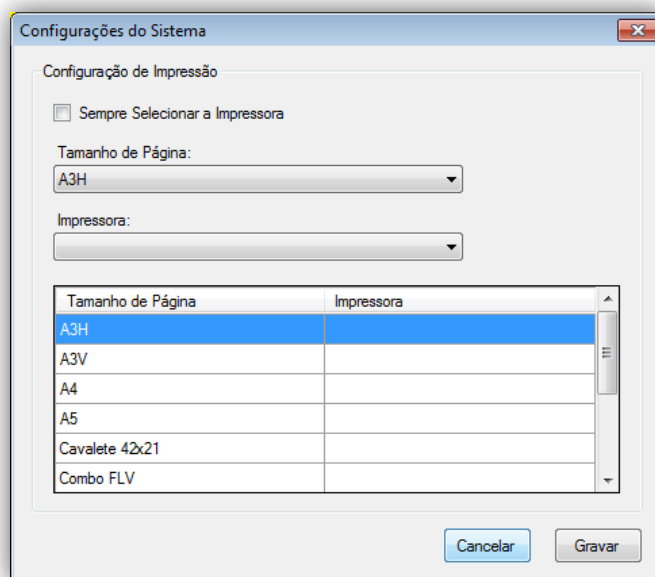 Configurações do Sistema
Configuração de Impressão
Sempre Selecionar a Impressora
Tamanho de Página:
A3H
Impressora:
Tamanho de Página Impressora
A3H
A3V
A4
A5
Cavalete 42x21
Combo FLV
Cancelar Gravar